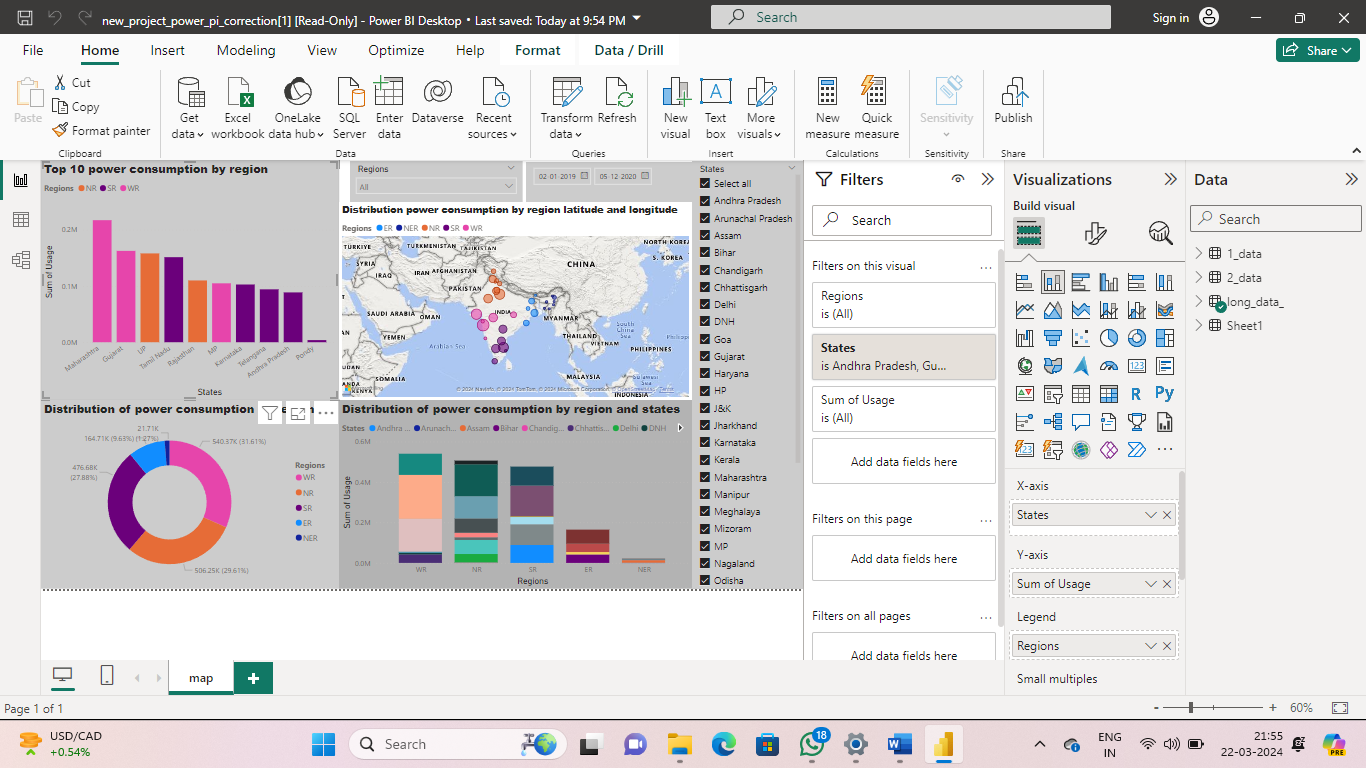 new_project_power_pi_correction[1] [Read-Only] - Power BI Desktop • Last saved: Today at 9:54 PM
Search
Sign in
File Home Insert Modeling View Optimize Help Format Data / Drill
Share
Paste
Cut
Copy
Format painter
Clipboard
Get data
Excel workbook
OneLake data hub
SQL Server
Enter data
Dataverse
Recent sources
Data
Transform data
Refresh
Queries
New visual
Text box
More visuals
Insert
New measure
Quick measure
Calculations
Sensitivity
Sensitivity
Publish
Share
Top 10 power consumption by region
Regions NR SR WR
Sum of Usage
0.2M
0.1M
0.0M
Maharashtra
Gujarat
UP
Tamil Nadu
Rajasthan
MP
Karnataka
Telangana
Andhra Pradesh
Pondy
States
Regions
All
02-01-2019
05-12-2020
Distribution power consumption by region latitude and longitude
Regions ER NER NR SR WR
TÜRKİYE
TURKMENISTAN
TAJIKISTAN
NORTH KOREA
S. KOREA
SYRIA
IRAQ
IRAN
AFGHANISTAN
CHINA
PAKISTAN
SAUDI ARABIA
OMAN
INDIA
MYANMAR
YEMEN
Arabian Sea
THAILAND
VIETNAM
South China Sea
PHILIPPINES
SOMALIA
KENYA
MALAYSIA
INDONESIA
Distribution of power consumption
21.71K (1.27%)
164.71K (9.63%)
540.37K (31.61%)
476.68K (27.88%)
506.25K (29.61%)
Regions
WR
NR
SR
ER
NER
Distribution of power consumption by region and states
States Andhra ... Arunach... Assam Bihar Chandig... Chhattis... Delhi DNH
Sum of Usage
0.6M
0.4M
0.2M
0.0M
WR NR SR ER NER
Regions
States
Select all
Andhra Pradesh
Arunachal Pradesh
Assam
Bihar
Chandigarh
Chhattisgarh
Delhi
DNH
Goa
Gujarat
Haryana
HP
J&K
Jharkhand
Karnataka
Kerala
Maharashtra
Manipur
Meghalaya
Mizoram
MP
Nagaland
Odisha
Filters
Search
Filters on this visual ...
Regions
is (All)
States
is Andhra Pradesh, Gu...
Sum of Usage
is (All)
Add data fields here
Filters on this page ...
Add data fields here
Filters on all pages ...
Add data fields here
Visualizations
Build visual
123
R
Py
123
...
X-axis
States
Y-axis
Sum of Usage
Legend
Regions
Small multiples
Data
Search
1_data
2_data
long_data_
Sheet1
map
+
Page 1 of 1
- + 60%
USD/CAD
+0.54%
Search
18
ENG
IN
21:55
22-03-2024
PRE